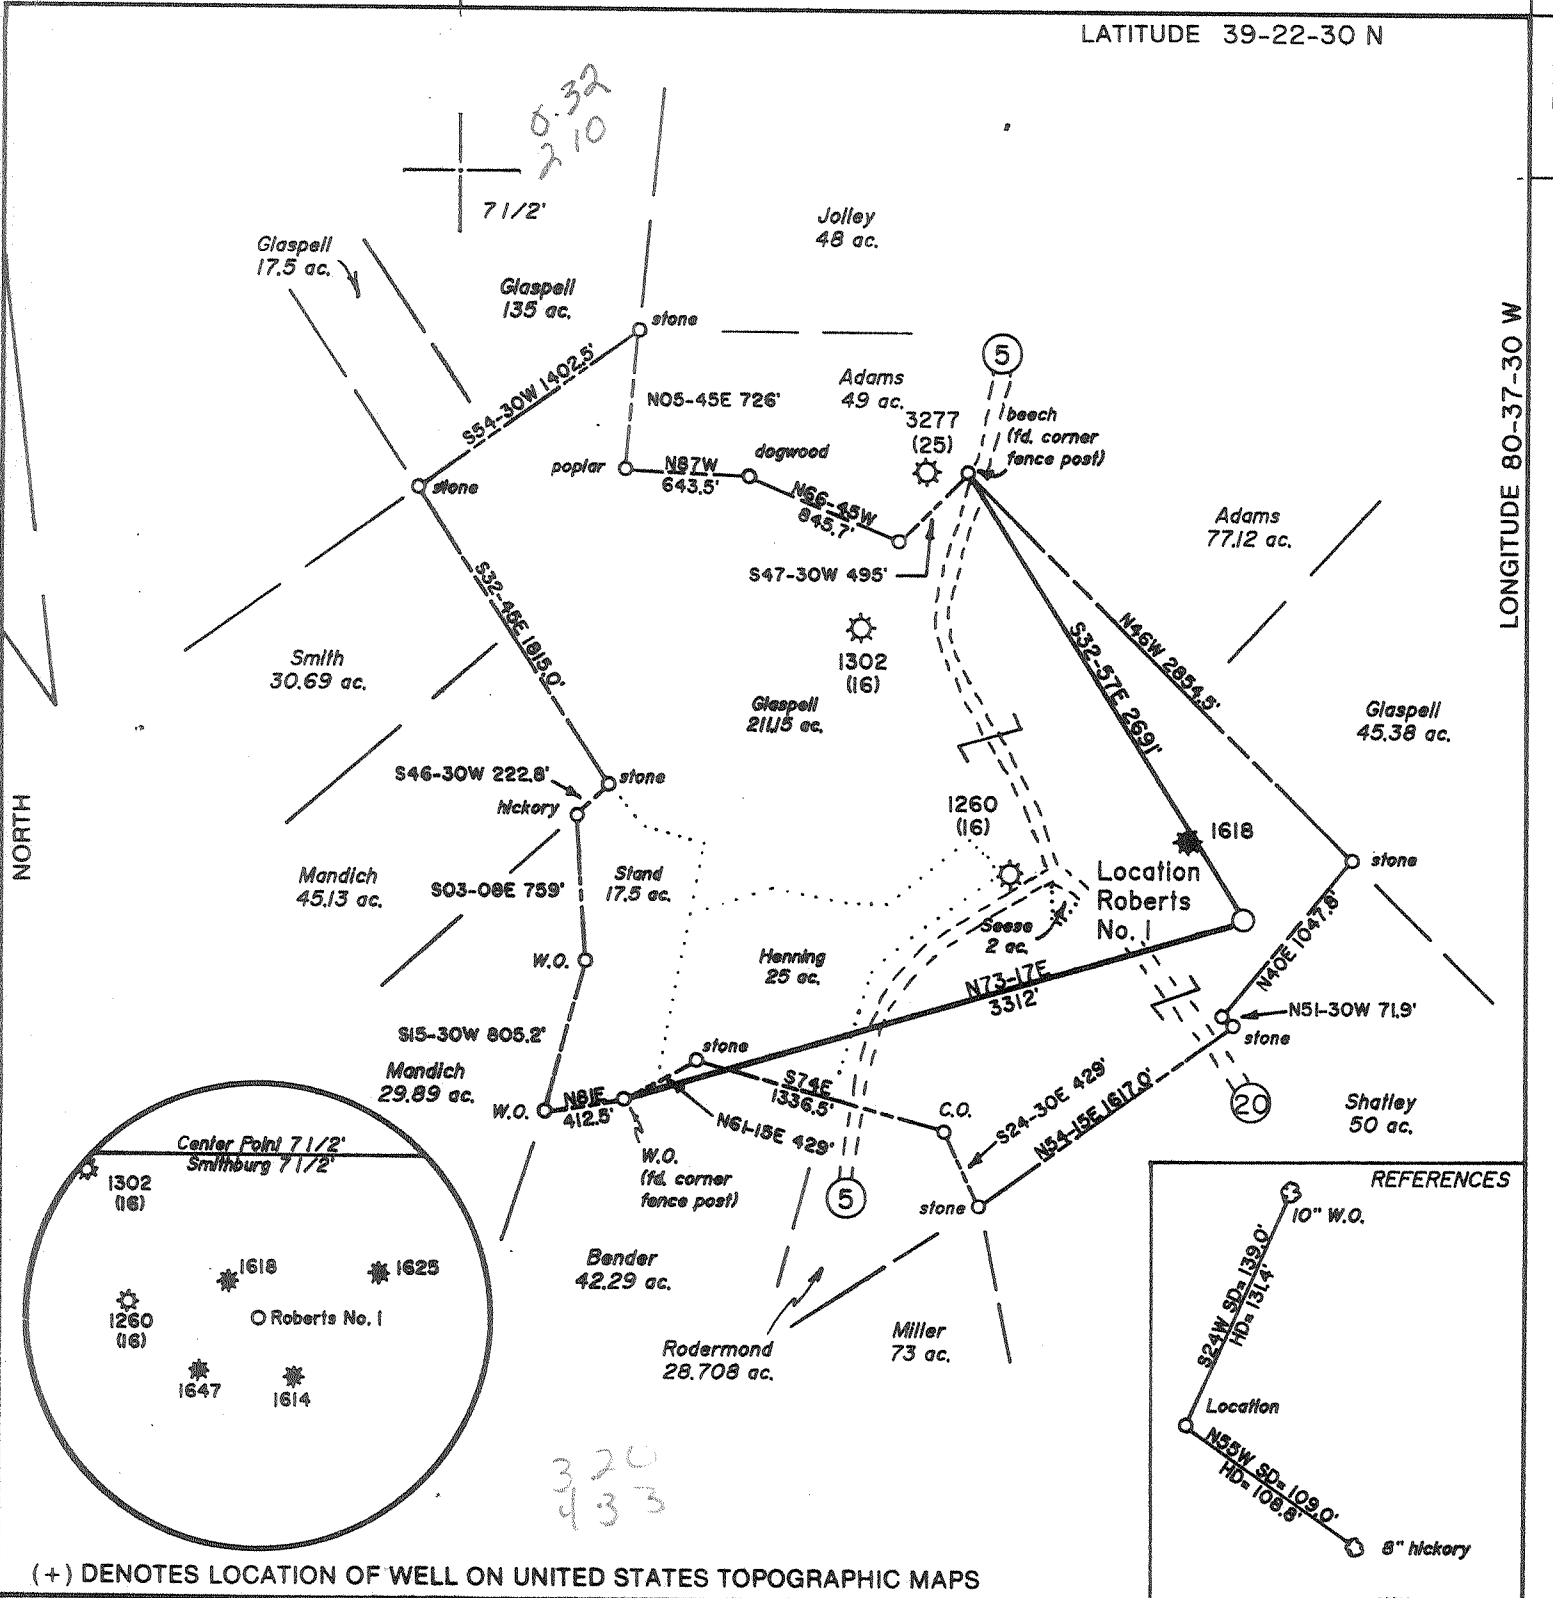 LATITUDE 39-22-30 N
6.32
2.10
7 1/2'
Jolley
48 ac.
Glaspell
17.5 ac.
Glaspell
135 ac.
stone
LONGITUDE 80-37-30 W
5
S54-30W 1402.5'
N05-45E 726'
Adams
49 ac.
3277
(25)
beech
(fd. corner
fence post)
poplar
N87W
643.5'
dogwood
N66-45W
845.7'
stone
S47-30W 495'
Adams
77.12 ac.
S32-45E 1815.0'
1302
(16)
S32-57E 2691'
N46W 2854.5'
Smith
30.69 ac.
Glaspell
211.15 ac.
Glaspell
45.38 ac.
S46-30W 222.8'
stone
hickory
NORTH
1260
(16)
1618
stone
Mandich
45.13 ac.
S03-08E 759'
Stand
17.5 ac.
Location
Roberts
No. 1
Seese
2 ac.
W.O.
Henning
25 ac.
N73-17E
3312'
N40E 1047.8'
N51-30W 71.9'
stone
S15-30W 805.2'
stone
Mandich
29.89 ac.
W.O.
N81E
412.5'
S74E
1336.5'
N61-15E 429'
C.O.
S24-30E 429'
N54-15E 1617.0'
20
Shatley
50 ac.
W.O.
(fd. corner
fence post)
5
stone
Center Point 7 1/2'
Smithburg 7 1/2'
1302
(16)
1618
1625
1260
(16)
Roberts No. 1
1647
1614
Bender
42.29 ac.
Rodermond
28.708 ac.
Miller
73 ac.
REFERENCES
10" W.O.
S24W SD= 139.0'
HD= 131.4'
Location
N55W SD= 109.0'
HD= 108.8'
8" hickory
3 20
4.33
(+) DENOTES LOCATION OF WELL ON UNITED STATES TOPOGRAPHIC MAPS